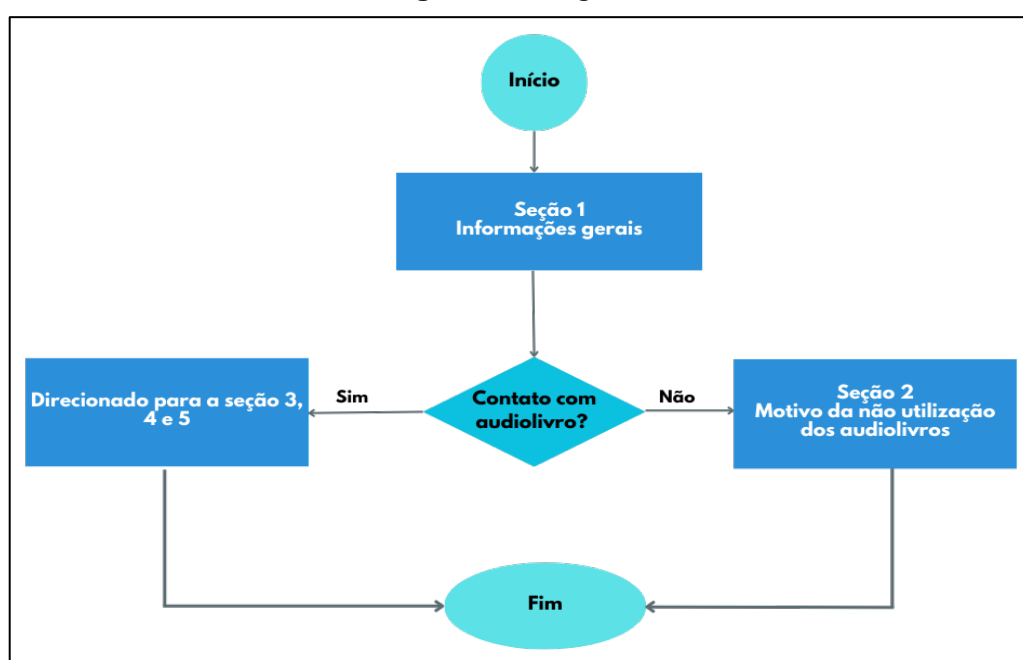 Início
Seção 1
Informações gerais
Contato com
audiolivro?
Sim
Direcionado para a seção 3,
4 e 5
Não
Seção 2
Motivo da não utilização
dos audiolivros
Fim